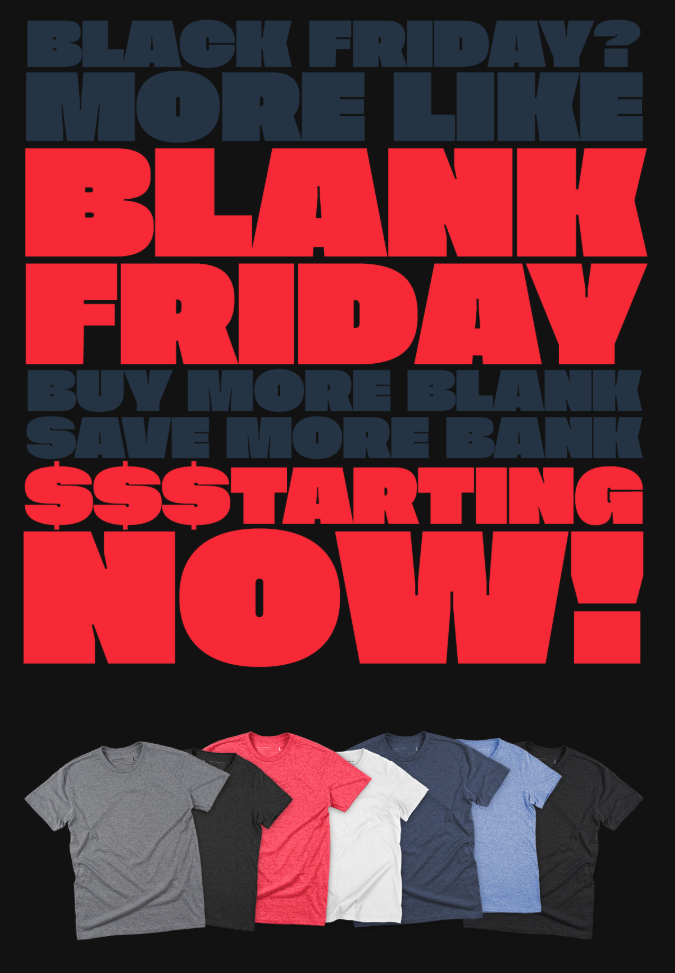 BLACK FRIDAY?
MORE LIKE
BLANK
FRIDAY
BUY MORE BLANK
SAVE MORE BANK
$$$TARTING
NOW!